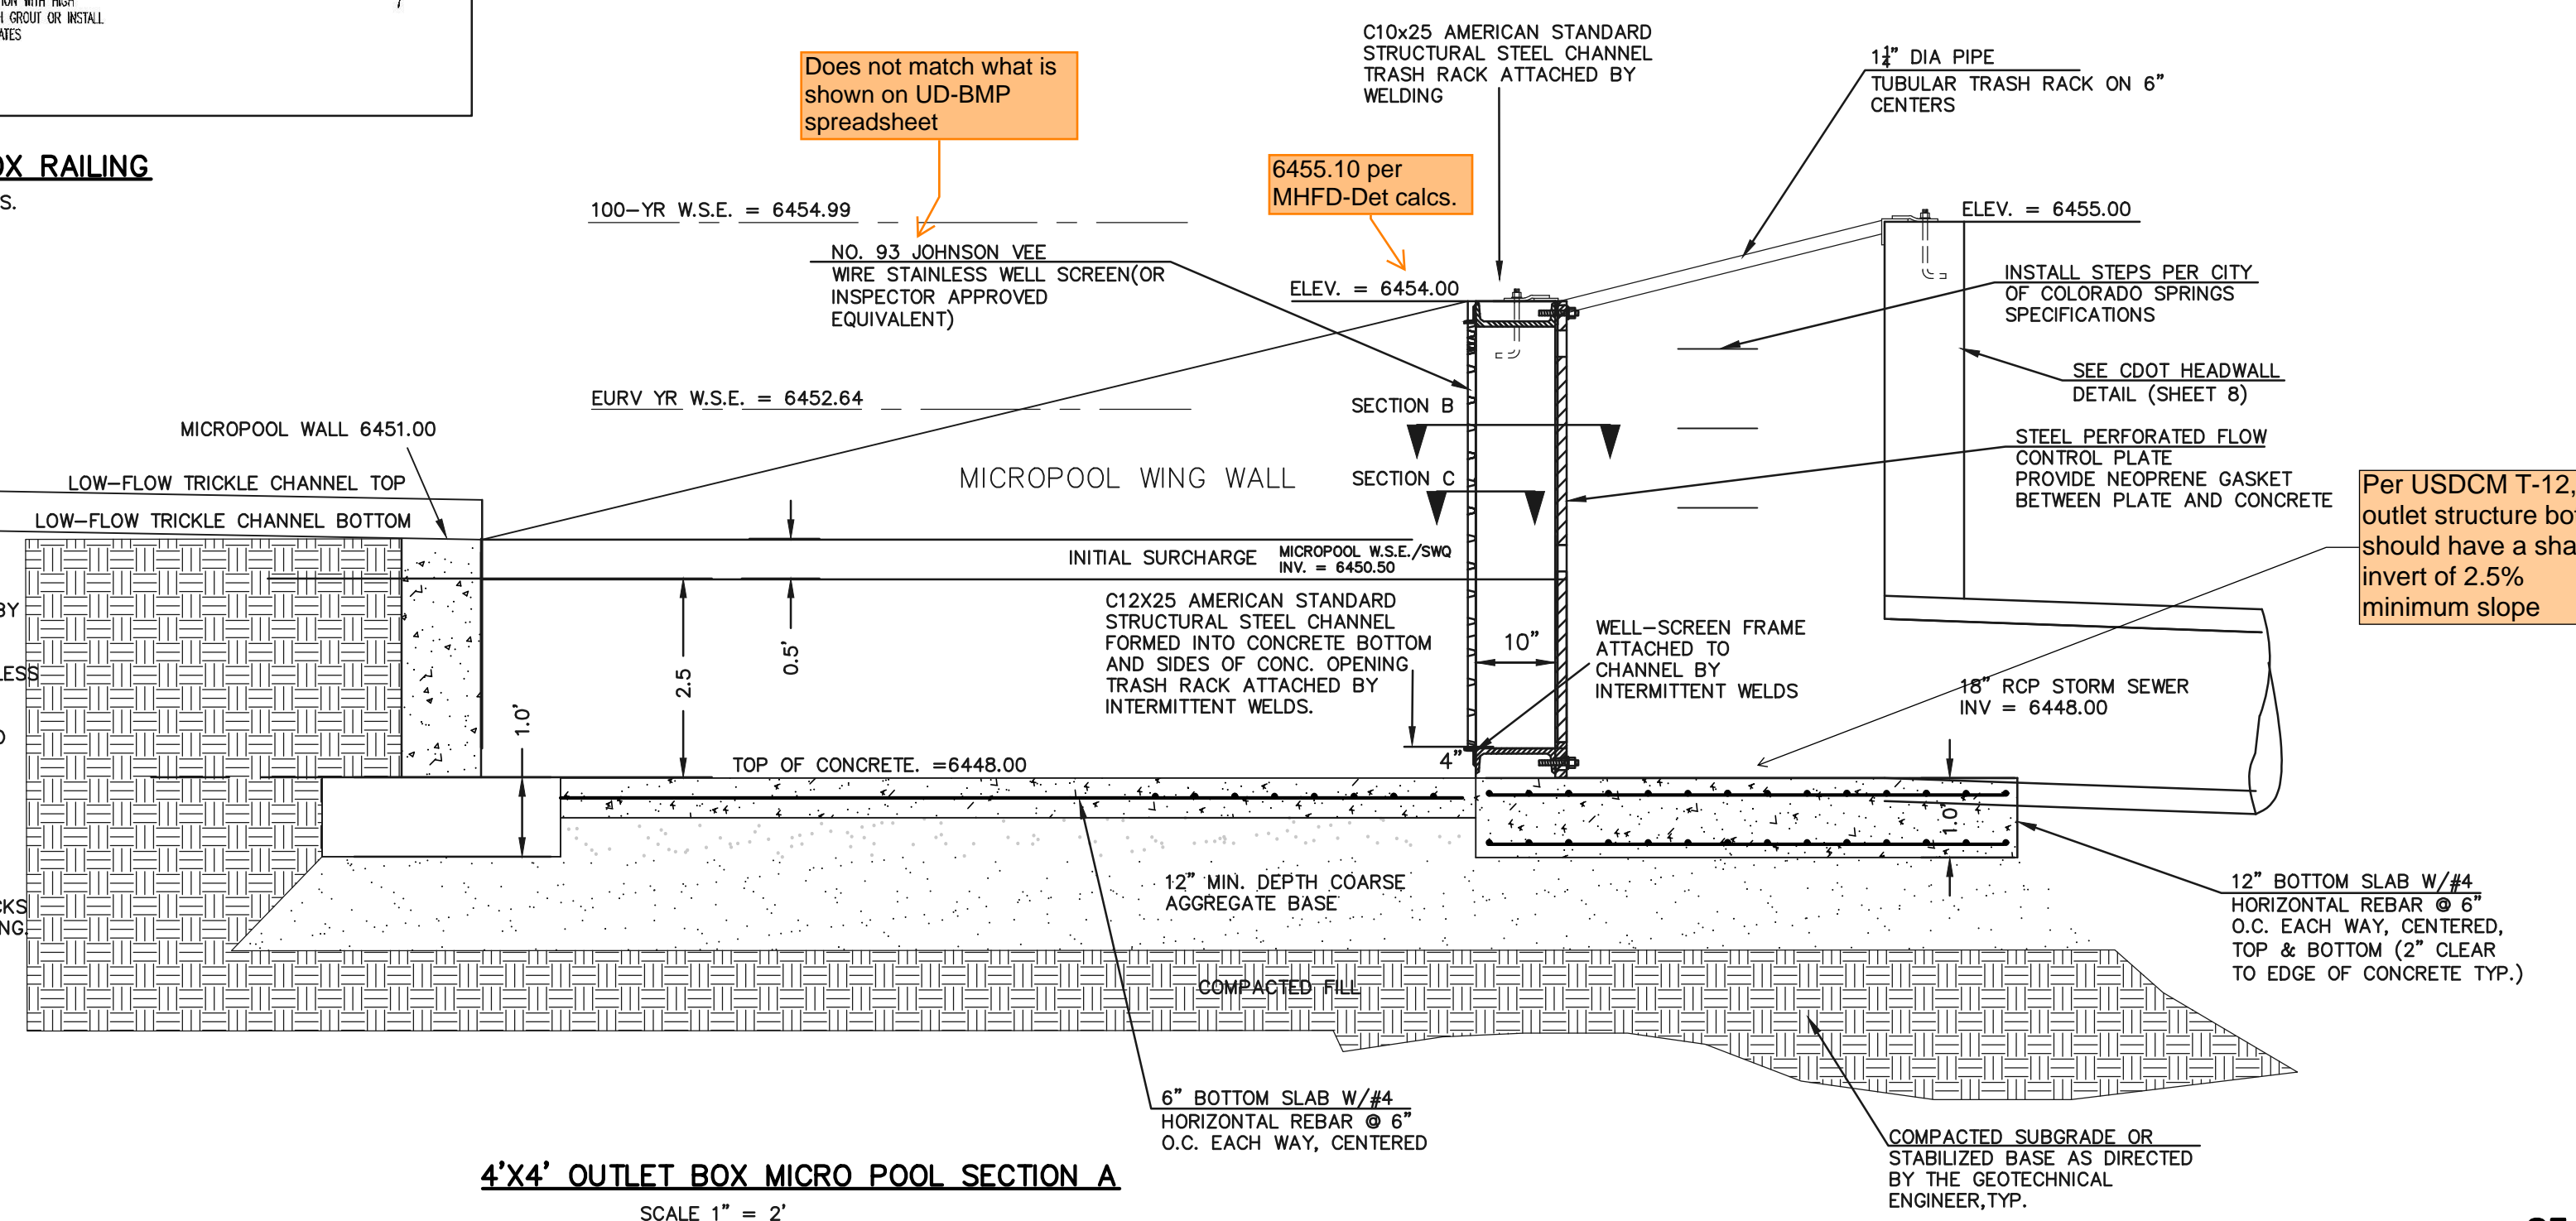 H GROUT OR INSTALL
OX RAILING
S.
Does not match what is
shown on UD-BMP
spreadsheet
C10x25 AMERICAN STANDARD
STRUCTURAL STEEL CHANNEL
TRASH RACK ATTACHED BY
WELDING
1¼" DIA PIPE
TUBULAR TRASH RACK ON 6"
CENTERS
6455.10 per
MHFD-Det calcs.
100-YR W.S.E. = 6454.99
ELEV. = 6455.00
NO. 93 JOHNSON VEE
WIRE STAINLESS WELL SCREEN(OR
INSPECTOR APPROVED
EQUIVALENT)
ELEV. = 6454.00
INSTALL STEPS PER CITY
OF COLORADO SPRINGS
SPECIFICATIONS
SEE CDOT HEADWALL
DETAIL (SHEET 8)
EURV YR W.S.E. = 6452.64
SECTION B
MICROPOOL WALL 6451.00
STEEL PERFORATED FLOW
CONTROL PLATE
PROVIDE NEOPRENE GASKET
BETWEEN PLATE AND CONCRETE
MICROPOOL WING WALL
SECTION C
LOW-FLOW TRICKLE CHANNEL TOP
LOW-FLOW TRICKLE CHANNEL BOTTOM
Per USDCM T-12,
outlet structure bo
should have a sha
invert of 2.5%
minimum slope
INITIAL SURCHARGE
MICROPOOL W.S.E./SWQ
INV. = 6450.50
BY
LESS
C12X25 AMERICAN STANDARD
STRUCTURAL STEEL CHANNEL
FORMED INTO CONCRETE BOTTOM
AND SIDES OF CONC. OPENING
TRASH RACK ATTACHED BY
INTERMITTENT WELDS.
10"
WELL-SCREEN FRAME
ATTACHED TO
CHANNEL BY
INTERMITTENT WELDS
0.5'
2.5
1.0'
18" RCP STORM SEWER
INV = 6448.00
4"
TOP OF CONCRETE. =6448.00
1.0'
12" MIN. DEPTH COARSE
AGGREGATE BASE
CKS
NG.
12" BOTTOM SLAB W/#4
HORIZONTAL REBAR @ 6"
O.C. EACH WAY, CENTERED,
TOP & BOTTOM (2" CLEAR
TO EDGE OF CONCRETE TYP.)
COMPACTED FILL
6" BOTTOM SLAB W/#4
HORIZONTAL REBAR @ 6"
O.C. EACH WAY, CENTERED
COMPACTED SUBGRADE OR
STABILIZED BASE AS DIRECTED
BY THE GEOTECHNICAL
ENGINEER,TYP.
4'X4' OUTLET BOX MICRO POOL SECTION A
SCALE 1" = 2'